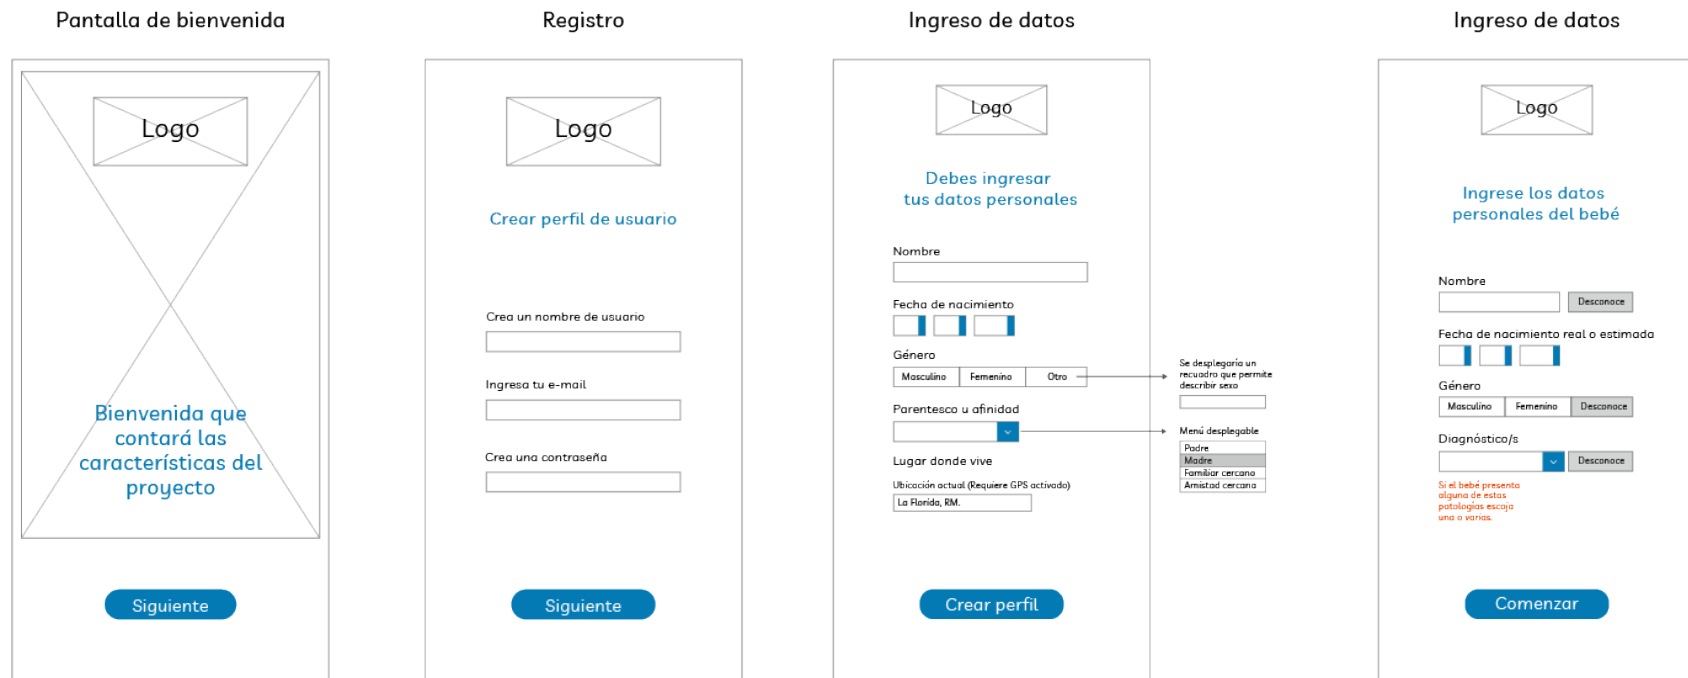 Pantalla de bienvenida
Logo
Bienvenida que
contará las
características del
proyecto
Siguiente
Registro
Logo
Crear perfil de usuario
Crea un nombre de usuario
Ingresa tu e-mail
Crea una contraseña
Siguiente
Ingreso de datos
Logo
Debes ingresar
tus datos personales
Nombre
Fecha de nacimiento
Género
Masculino Femenino Otro
Se desplegaría un
recuadro que permite
describir sexo
Parentesco u afinidad
Menú desplegable
Padre
Madre
Familiar cercano
Amistad cercana
Lugar donde vive
Ubicación actual (Requiere GPS activado)
La Florida, RM.
Crear perfil
Ingreso de datos
Logo
Ingrese los datos
personales del bebé
Nombre
Desconoce
Fecha de nacimiento real o estimada
Género
Masculino Femenino Desconoce
Diagnóstico/s
Desconoce
Si el bebé presenta
alguna de estas
patologías escoja
una o varias.
Comenzar